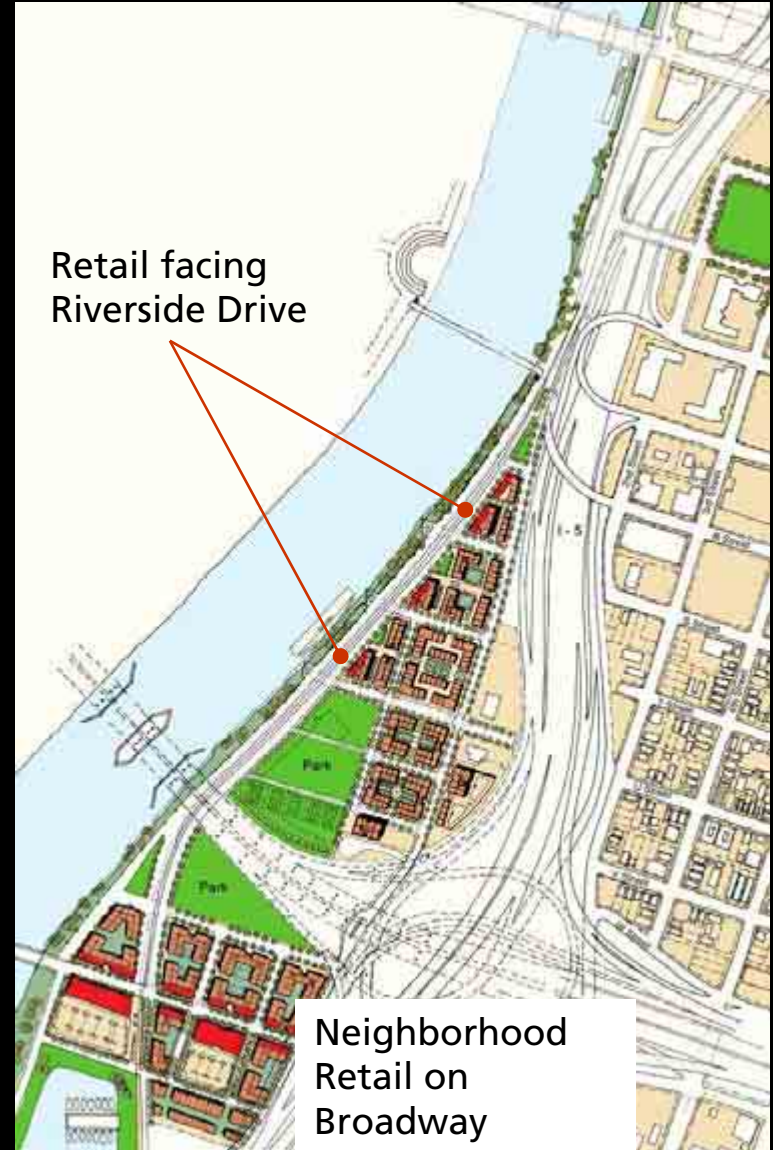 Retail facing
Riverside Drive
I - 5
Park
Park
Neighborhood
Retail on
Broadway